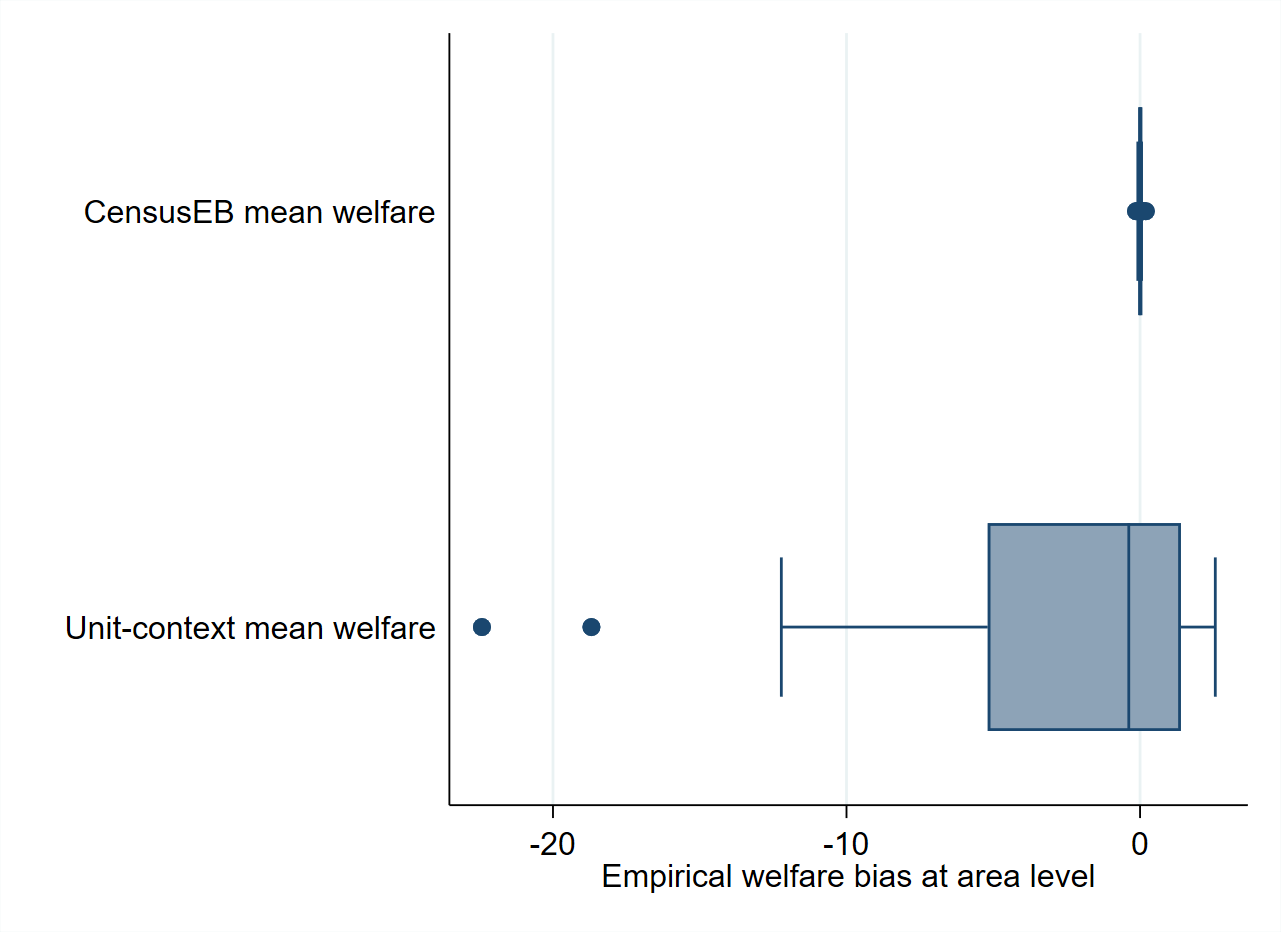 CensusEB mean welfare
Unit-context mean welfare
-20 -10 0
Empirical welfare bias at area level